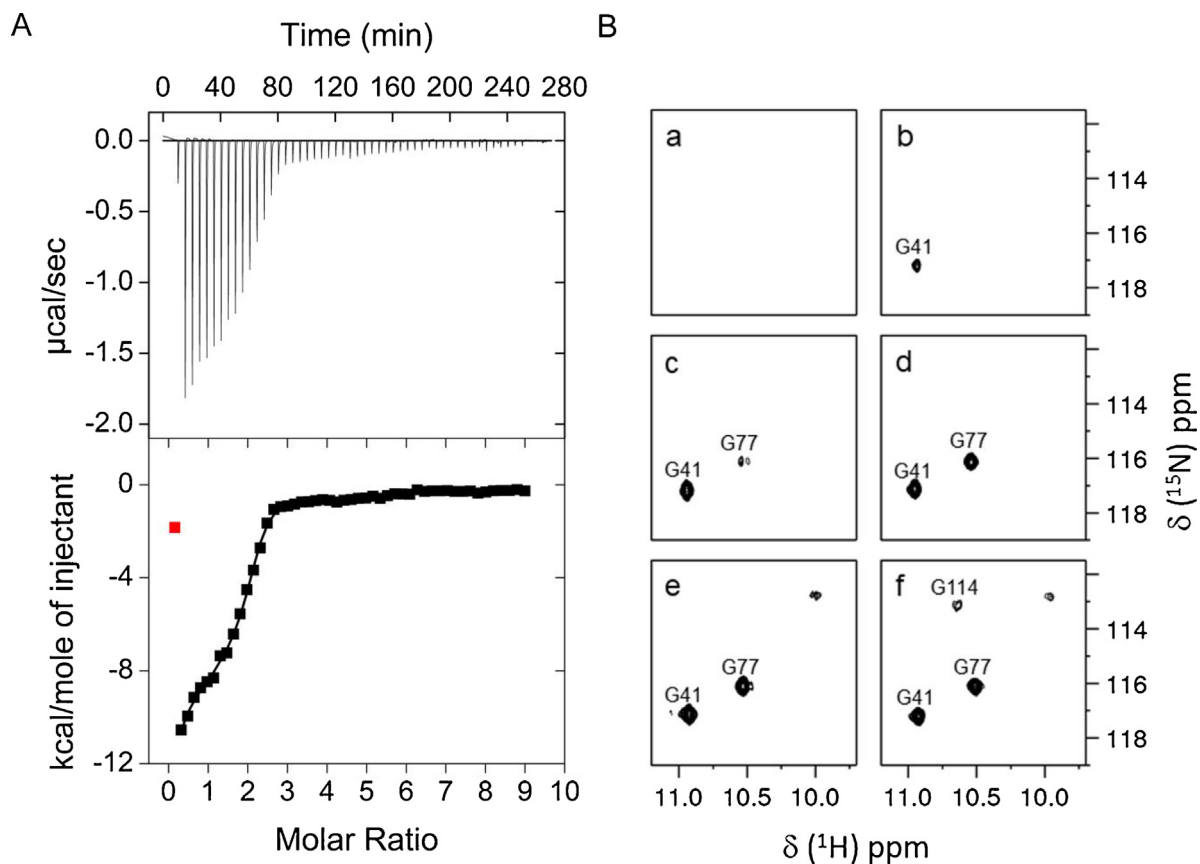 A
Time (min)
0 40 80 120 160 200 240 280
0.0
-0.5
-1.0
-1.5
-2.0
µcal/sec
0
-4
-8
-12
kcal/mole of injectant
0 1 2 3 4 5 6 7 8 9 10
Molar Ratio
B
a
b
G41
114
116
118
c
G77
G41
d
G77
G41
114
116
118
e
G77
G41
f
G114
G77
G41
114
116
118
11.0 10.5 10.0
11.0 10.5 10.0
δ (¹H) ppm
δ (¹⁵N) ppm